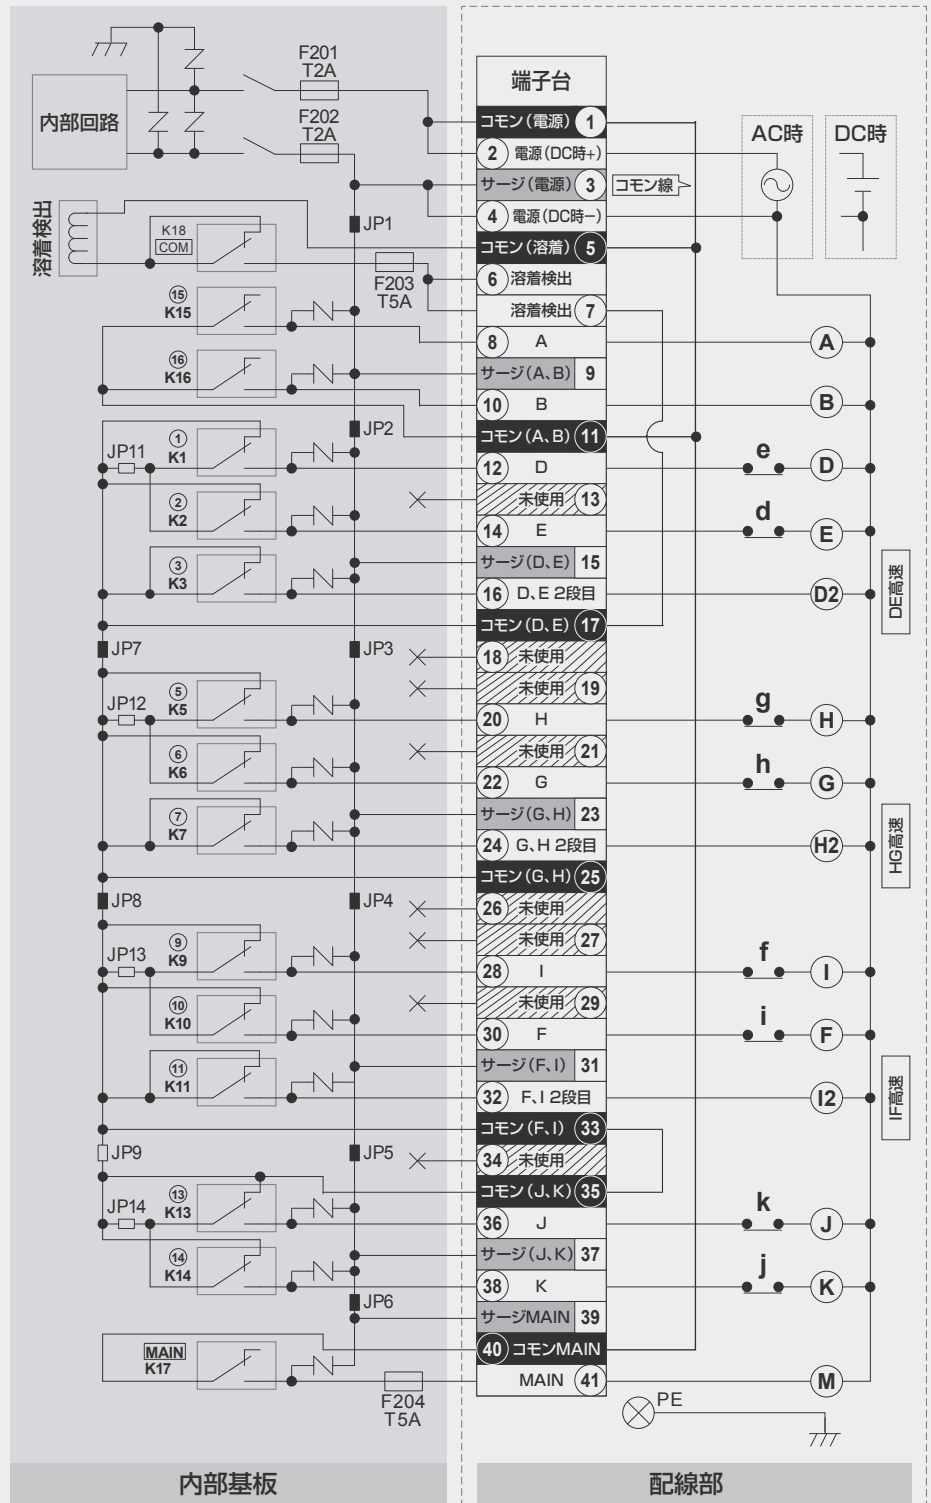 F201
T2A
内部回路
F202
T2A
JP1
溶着検出
K18
COM
F203
T5A
⑮
K15
⑯
K16
JP2
JP11
①
K1
②
K2
③
K3
JP7
JP3
JP12
⑤
K5
⑥
K6
⑦
K7
JP8
JP4
JP13
⑨
K9
⑩
K10
⑪
K11
JP9
JP5
JP14
⑬
K13
⑭
K14
JP6
MAIN
K17
F204
T5A
内部基板
端子台
コモン(電源) 1
2 電源(DC時+)
サージ(電源) 3
4 電源(DC時−)
コモン(溶着) 5
6 溶着検出
溶着検出 7
8 A
サージ(A、B) 9
10 B
コモン(A、B) 11
12 D
未使用 13
14 E
サージ(D、E) 15
16 D、E 2段目
コモン(D、E) 17
18 未使用
未使用 19
20 H
未使用 21
22 G
サージ(G、H) 23
24 G、H 2段目
コモン(G、H) 25
26 未使用
未使用 27
28 I
未使用 29
30 F
サージ(F、I) 31
32 F、I 2段目
コモン(F、I) 33
34 未使用
コモン(J、K) 35
36 J
サージ(J、K) 37
38 K
サージMAIN 39
40 コモンMAIN
MAIN 41
コモン線
AC時
DC時
A
B
e
D
d
E
D2
DE高速
g
H
h
G
H2
HG高速
f
I
i
F
I2
IF高速
k
J
j
K
M
PE
配線部